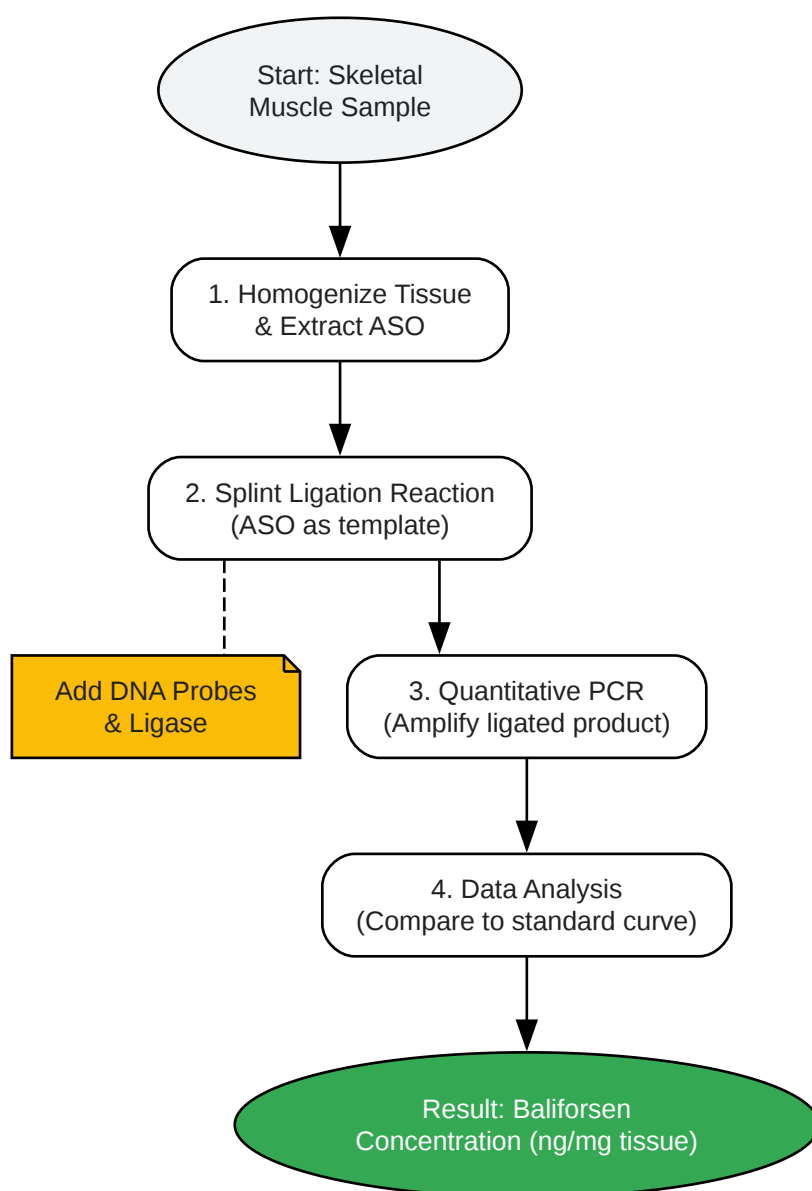 Start: Skeletal
Muscle Sample
1. Homogenize Tissue
& Extract ASO
2. Splint Ligation Reaction
(ASO as template)
Add DNA Probes
& Ligase
3. Quantitative PCR
(Amplify ligated product)
4. Data Analysis
(Compare to standard curve)
Result: Baliforsen
Concentration (ng/mg tissue)